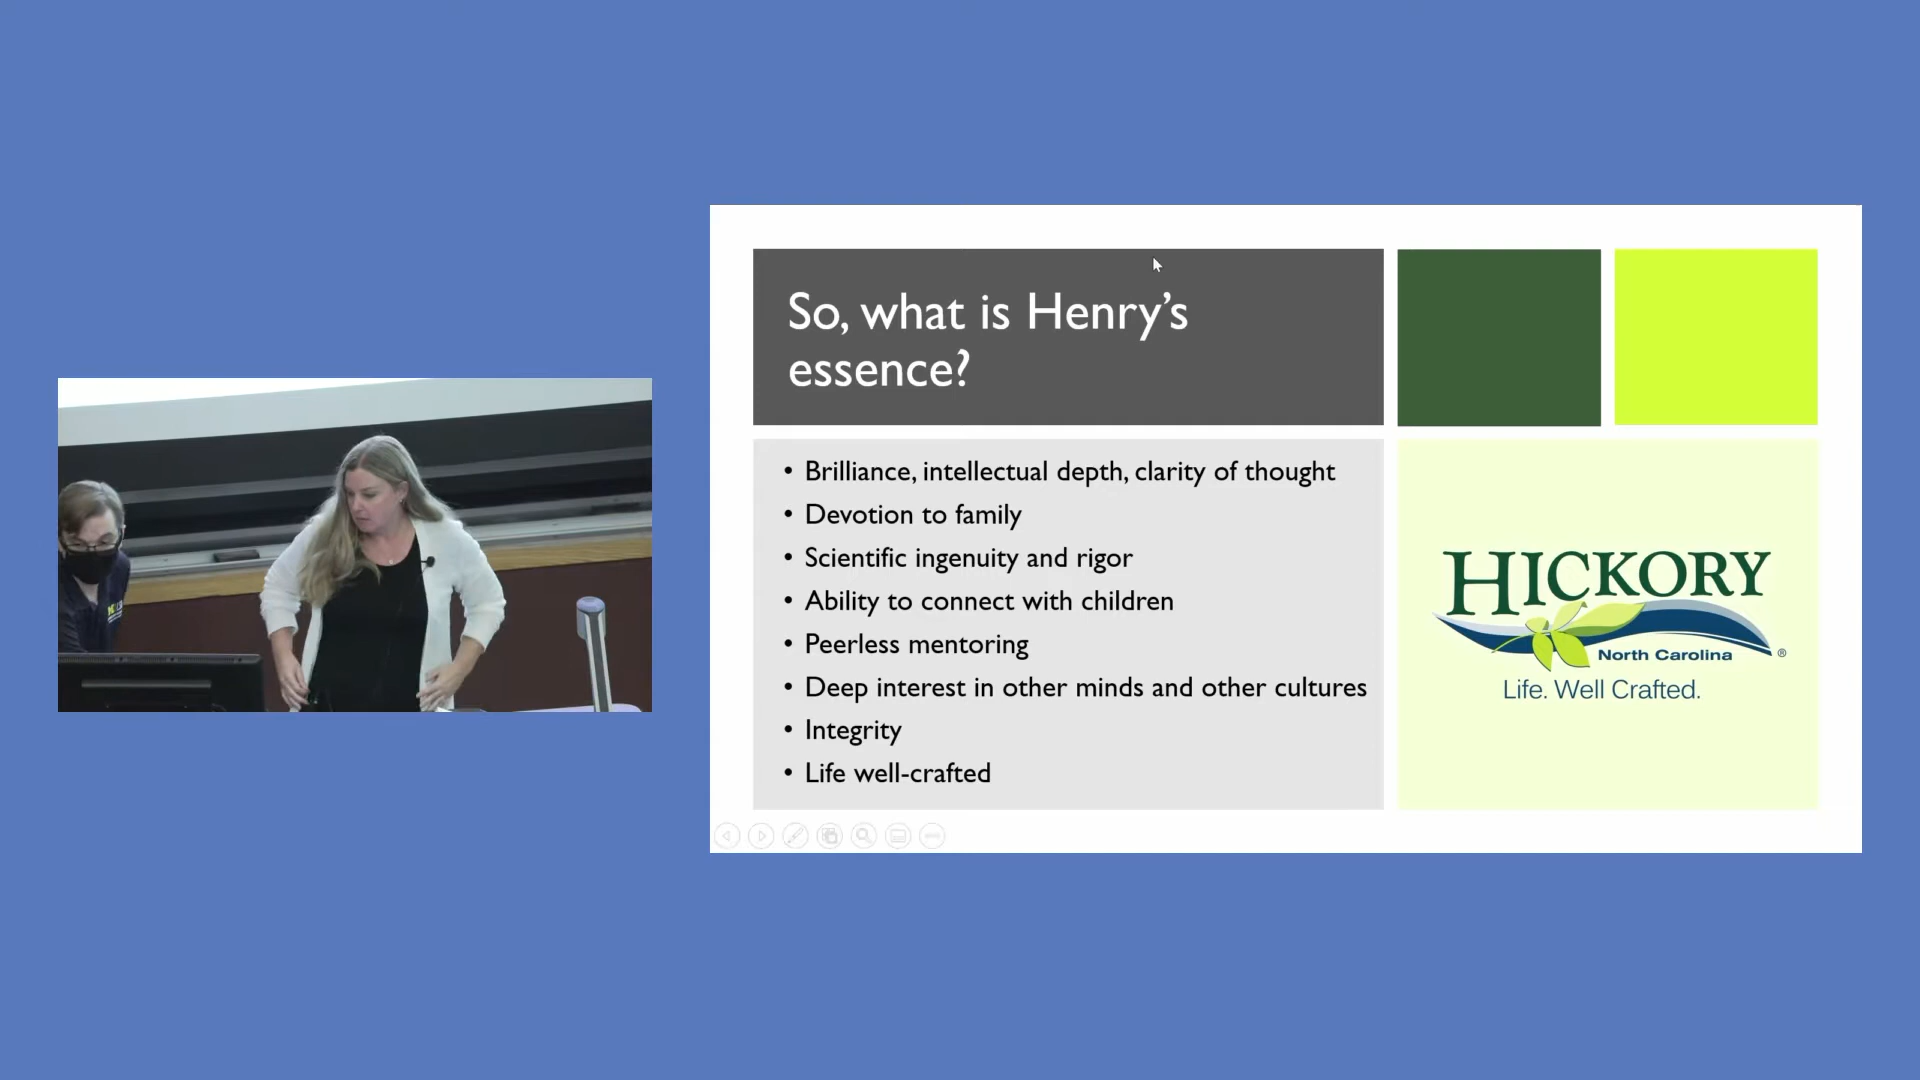 So, what is Henry’s
essence?
• Brilliance, intellectual depth, clarity of thought
• Devotion to family
• Scientific ingenuity and rigor
• Ability to connect with children
• Peerless mentoring
• Deep interest in other minds and other cultures
• Integrity
• Life well-crafted
HICKORY
North Carolina ®
Life. Well Crafted.